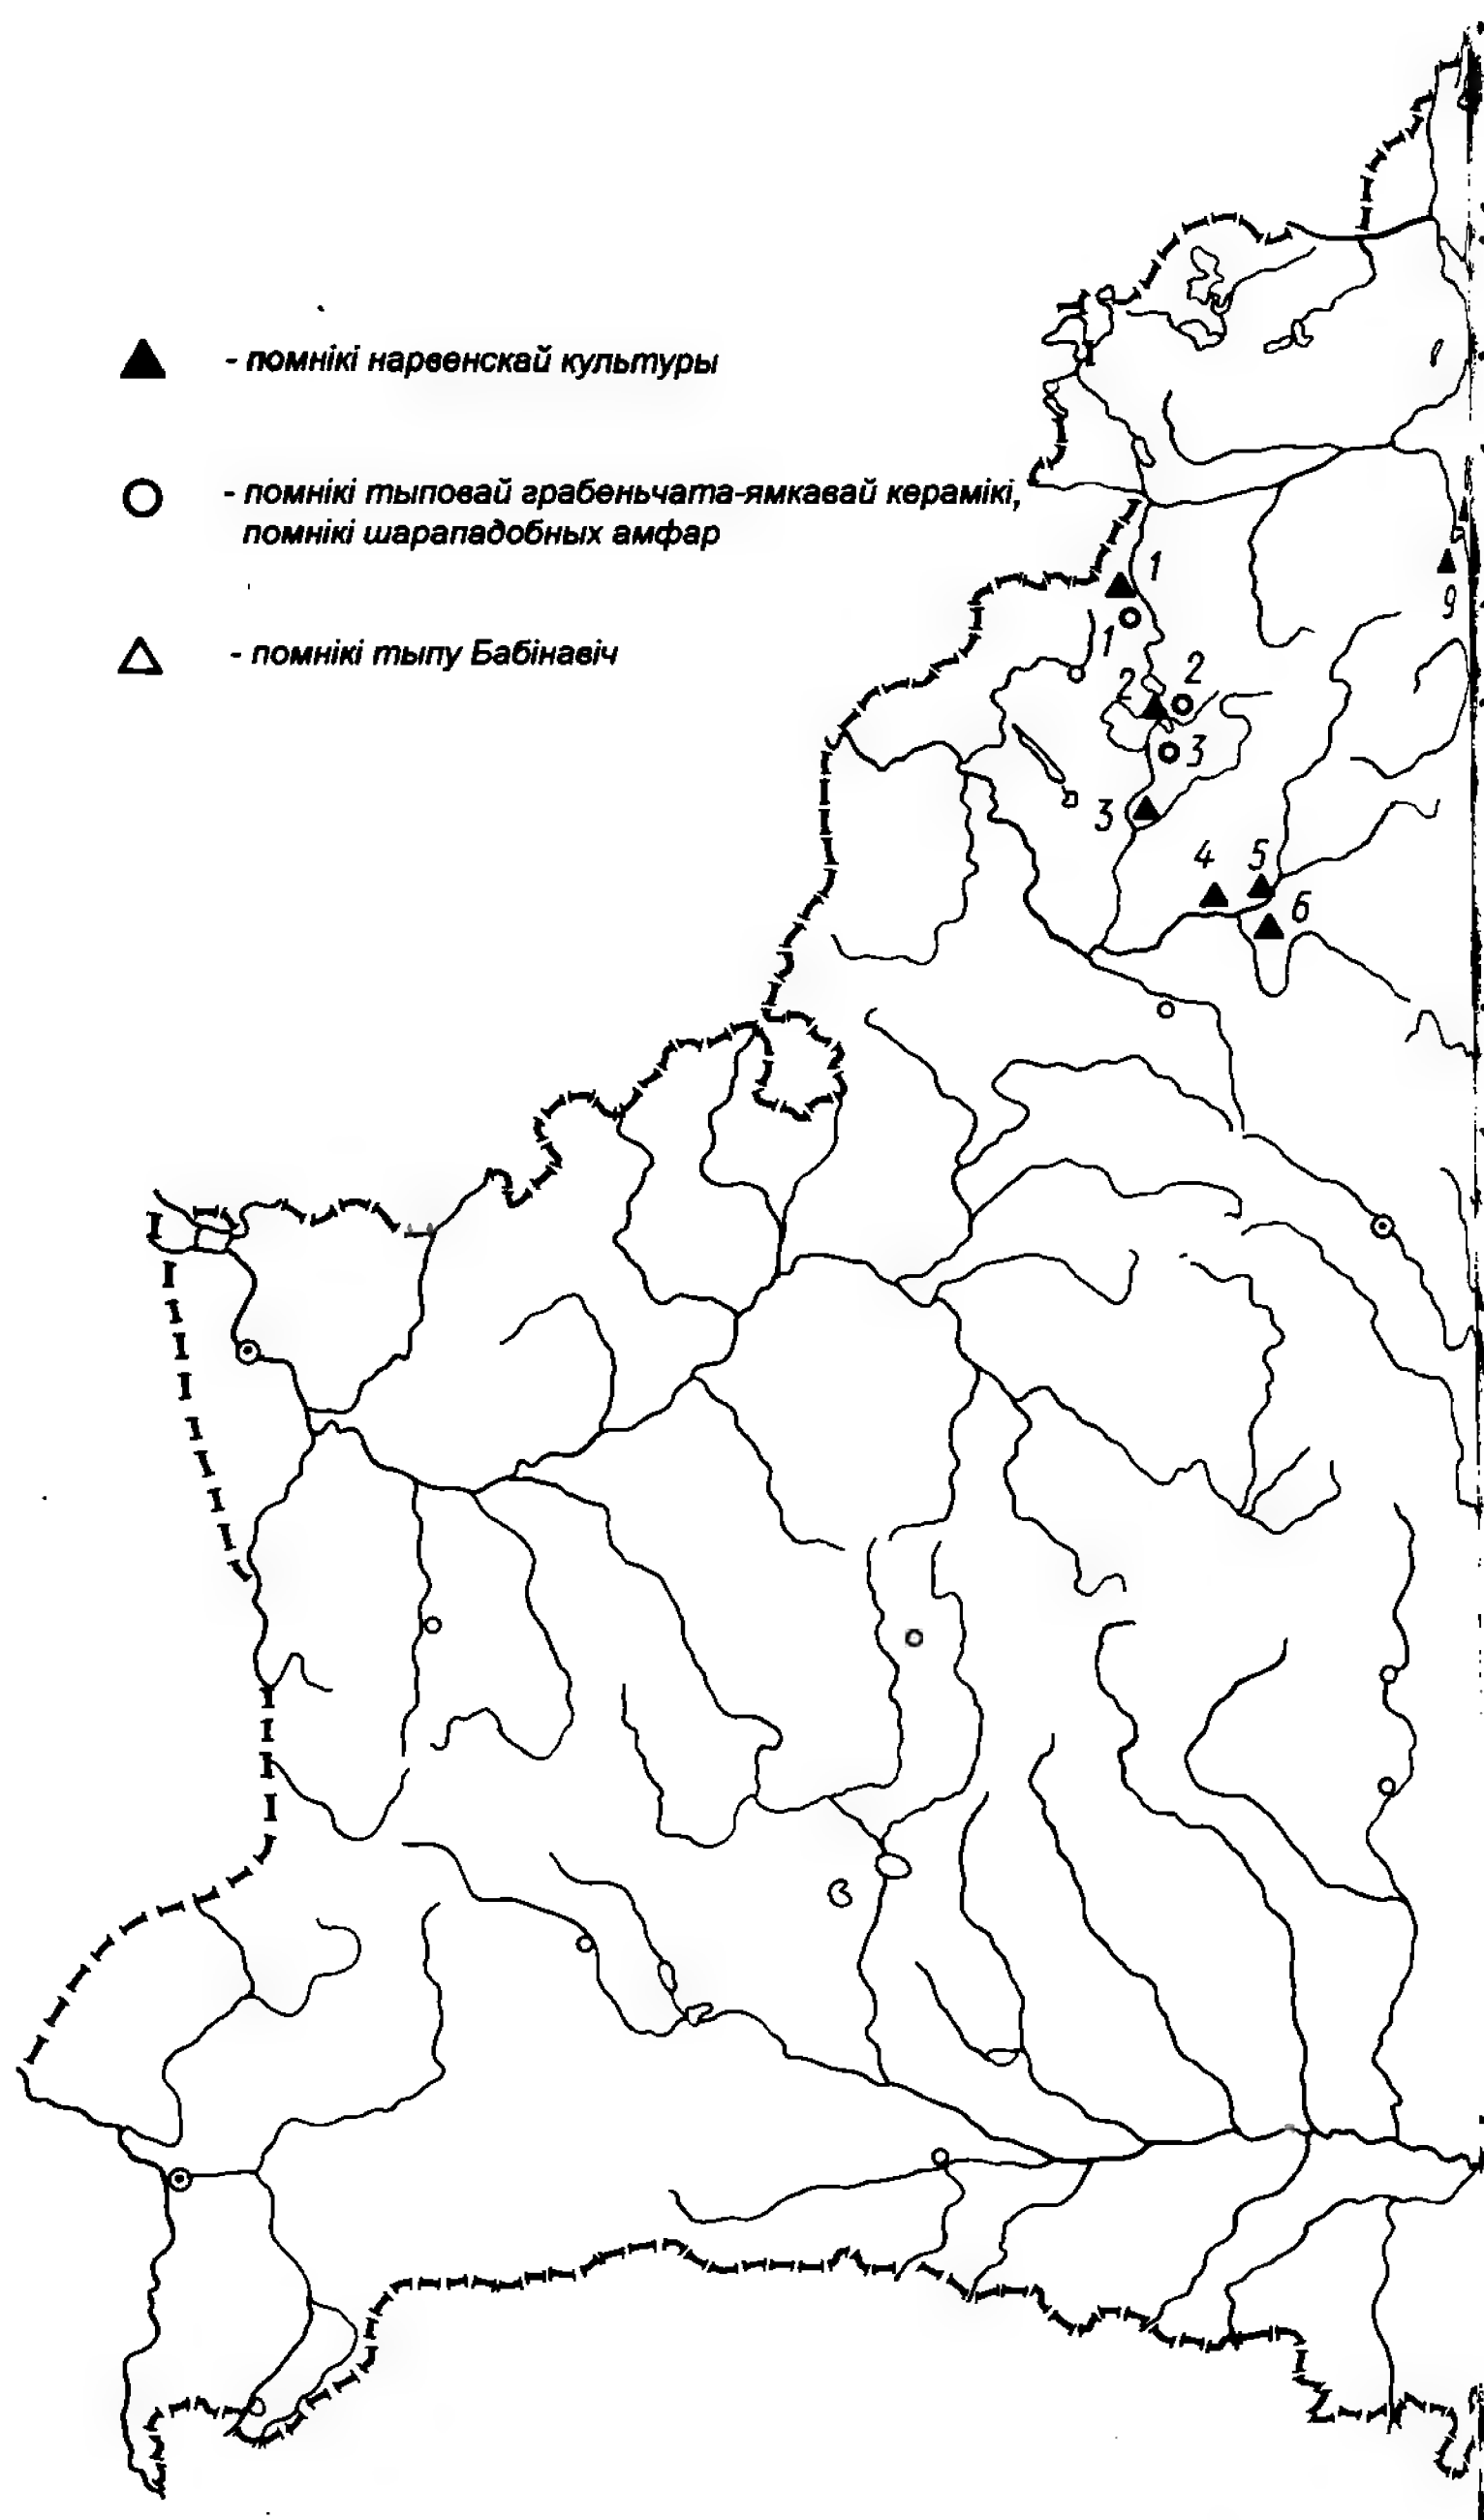 - помнікі нарвенскай культуры
- помнікі тыповай грабеньчата-ямкавай керамікі,
помнікі шарападобных амфар
- помнікі тыпу Бабінавіч
1
1
9
2
2
3
3
4
5
6